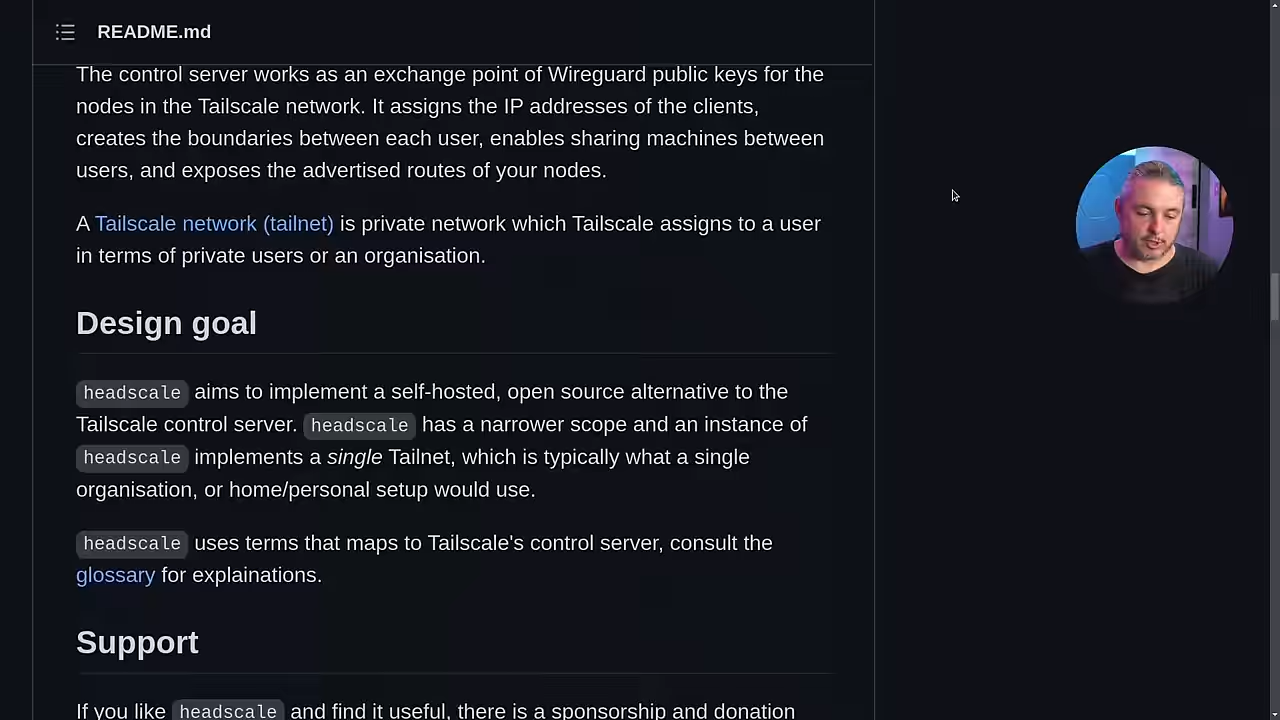 README.md
The control server works as an exchange point of Wireguard public keys for the
nodes in the Tailscale network. It assigns the IP addresses of the clients,
creates the boundaries between each user, enables sharing machines between
users, and exposes the advertised routes of your nodes.
A Tailscale network (tailnet) is private network which Tailscale assigns to a user
in terms of private users or an organisation.
Design goal
headscale aims to implement a self-hosted, open source alternative to the
Tailscale control server. headscale has a narrower scope and an instance of
headscale implements a single Tailnet, which is typically what a single
organisation, or home/personal setup would use.
headscale uses terms that maps to Tailscale's control server, consult the
glossary for explainations.
Support
If you like headscale and find it useful, there is a sponsorship and donation